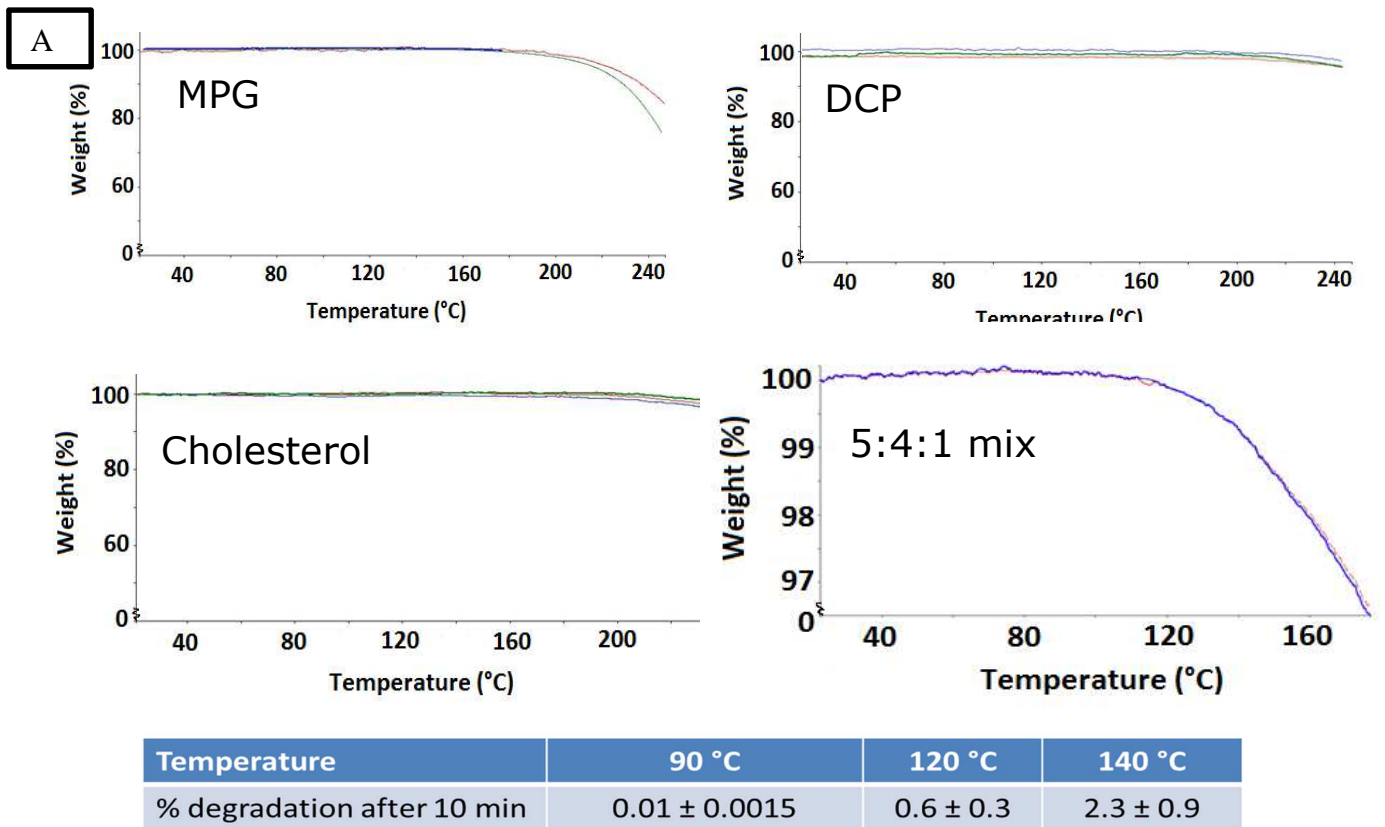 A
MPG
Weight (%)
100
80
60
0
40 80 120 160 200 240
Temperature (°C)
DCP
Weight (%)
100
80
60
0
40 80 120 160 200 240
Temperature (°C)
Cholesterol
Weight (%)
100
80
60
0
40 80 120 160 200
Temperature (°C)
5:4:1 mix
Weight (%)
100
99
98
97
0
40 80 120 160
Temperature (°C)
Temperature 90 °C 120 °C 140 °C
% degradation after 10 min 0.01 ± 0.0015 0.6 ± 0.3 2.3 ± 0.9